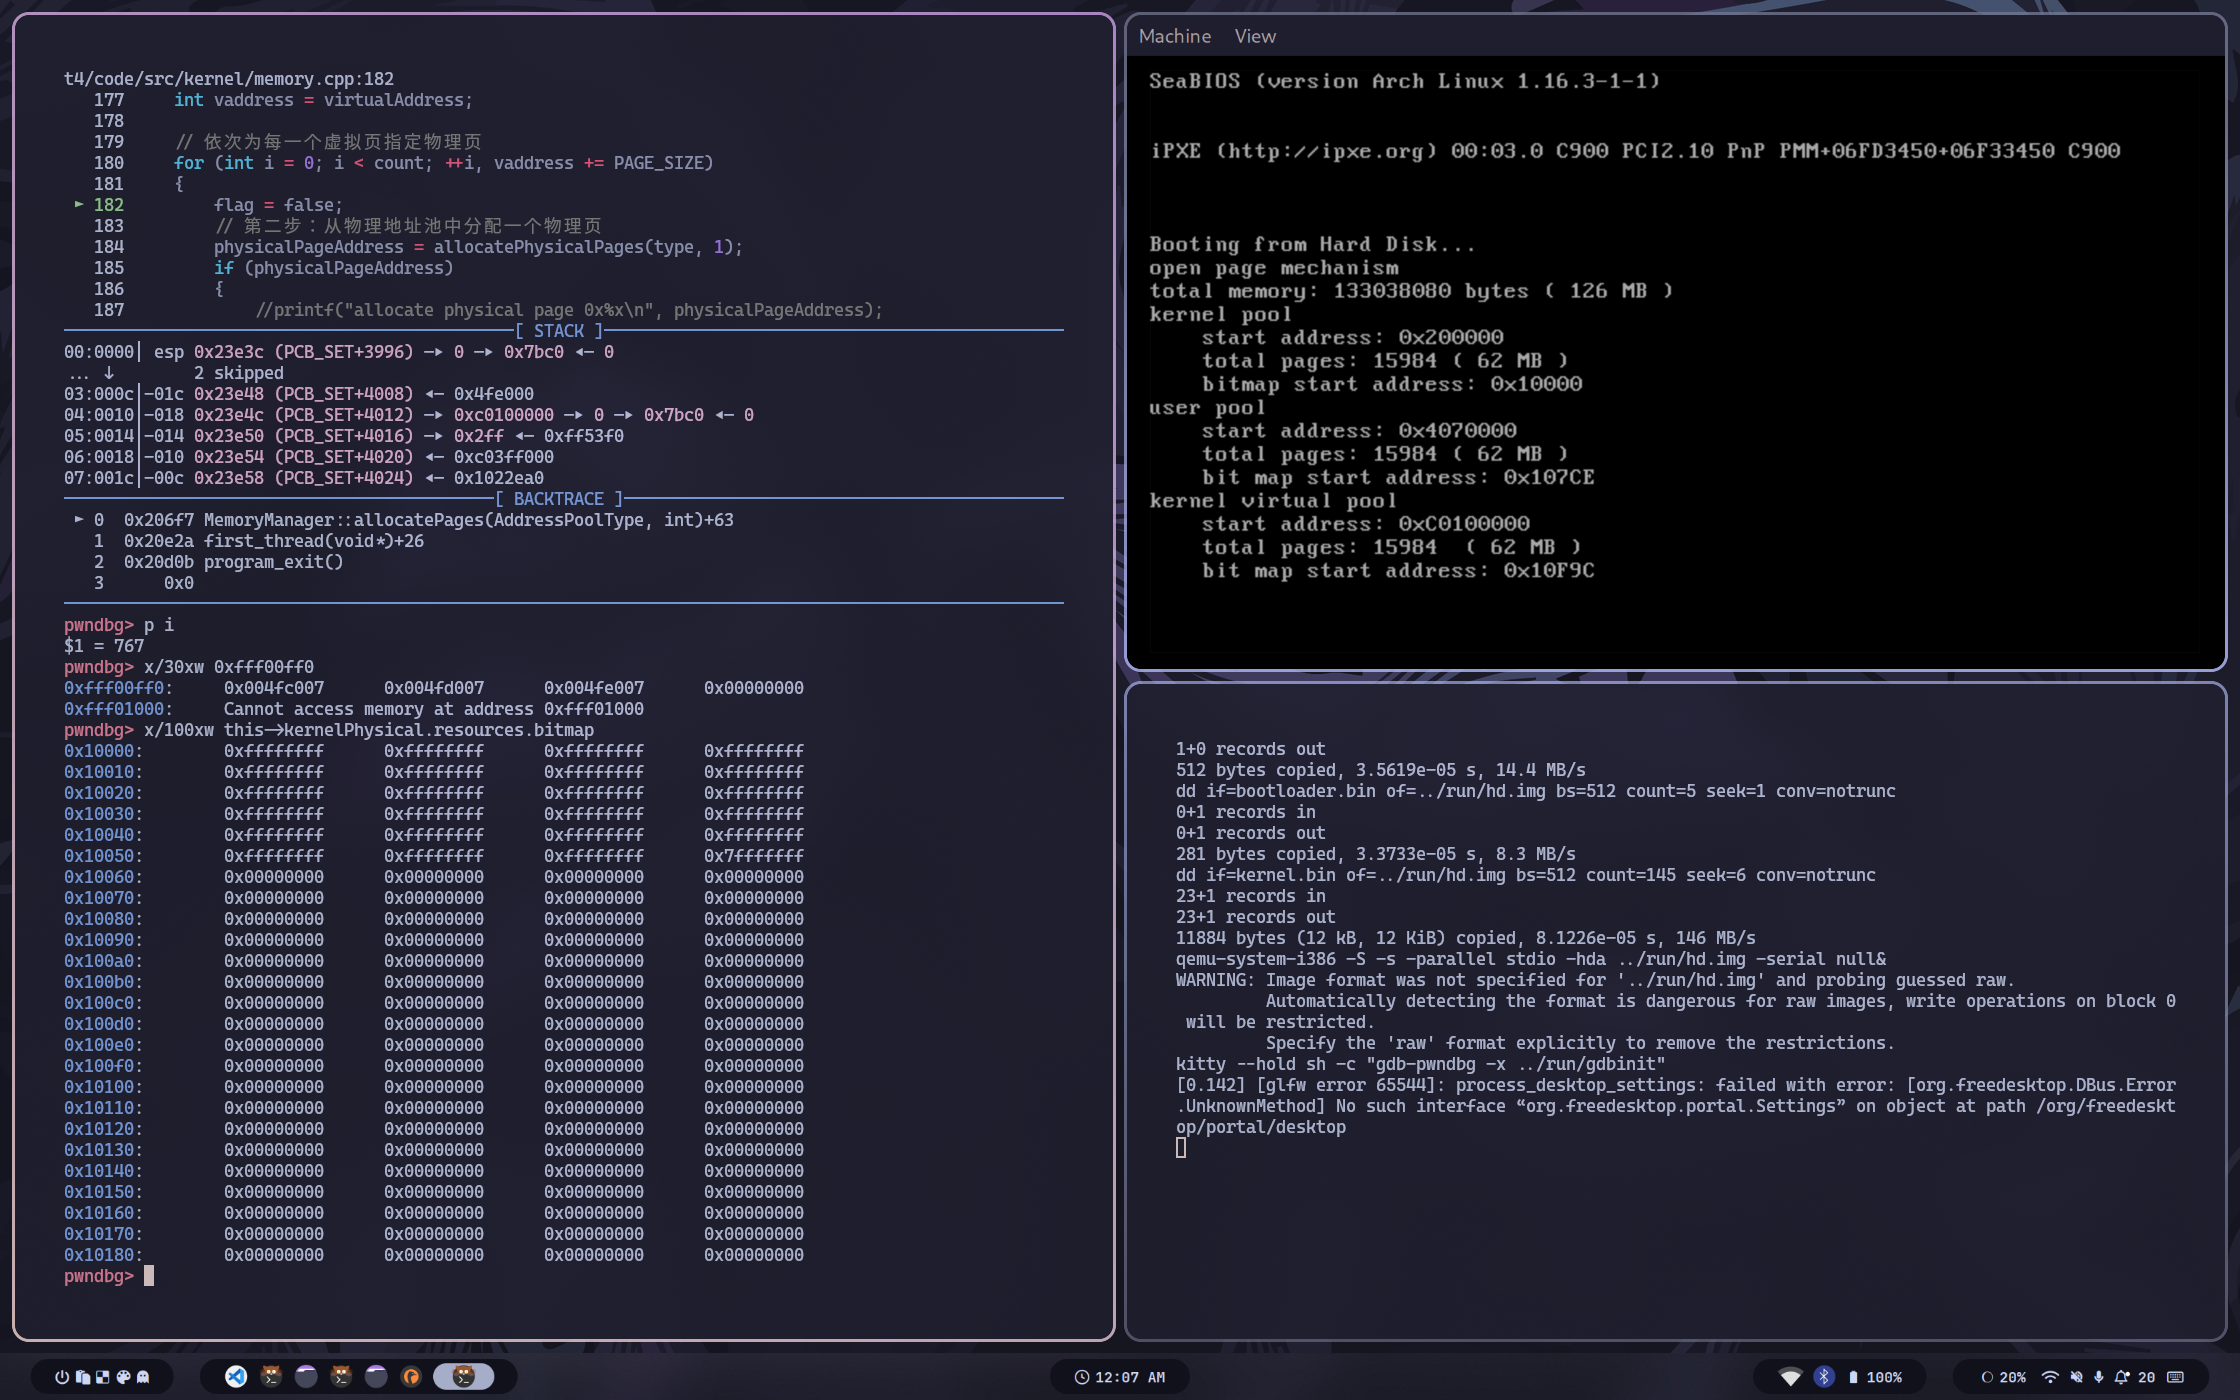 t4/code/src/kernel/memory.cpp:182
177     int vaddress = virtualAddress;
178
179     // 依次为每一个虚拟页指定物理页
180     for (int i = 0; i < count; ++i, vaddress += PAGE_SIZE)
181     {
► 182         flag = false;
183         // 第二步：从物理地址池中分配一个物理页
184         physicalPageAddress = allocatePhysicalPages(type, 1);
185         if (physicalPageAddress)
186         {
187             //printf("allocate physical page 0x%x\n", physicalPageAddress);
[ STACK ]
00:0000│ esp 0x23e3c (PCB_SET+3996) —▸ 0 —▸ 0x7bc0 ◂— 0
... ↓        2 skipped
03:000c│-01c 0x23e48 (PCB_SET+4008) ◂— 0x4fe000
04:0010│-018 0x23e4c (PCB_SET+4012) —▸ 0xc0100000 —▸ 0 —▸ 0x7bc0 ◂— 0
05:0014│-014 0x23e50 (PCB_SET+4016) —▸ 0x2ff ◂— 0xff53f0
06:0018│-010 0x23e54 (PCB_SET+4020) ◂— 0xc03ff000
07:001c│-00c 0x23e58 (PCB_SET+4024) ◂— 0x1022ea0
[ BACKTRACE ]
► 0  0x206f7 MemoryManager::allocatePages(AddressPoolType, int)+63
1  0x20e2a first_thread(void*)+26
2  0x20d0b program_exit()
3      0x0
pwndbg> p i
$1 = 767
pwndbg> x/30xw 0xfff00ff0
0xfff00ff0:     0x004fc007      0x004fd007      0x004fe007      0x00000000
0xfff01000:     Cannot access memory at address 0xfff01000
pwndbg> x/100xw this->kernelPhysical.resources.bitmap
0x10000:        0xffffffff      0xffffffff      0xffffffff      0xffffffff
0x10010:        0xffffffff      0xffffffff      0xffffffff      0xffffffff
0x10020:        0xffffffff      0xffffffff      0xffffffff      0xffffffff
0x10030:        0xffffffff      0xffffffff      0xffffffff      0xffffffff
0x10040:        0xffffffff      0xffffffff      0xffffffff      0xffffffff
0x10050:        0xffffffff      0xffffffff      0xffffffff      0x7fffffff
0x10060:        0x00000000      0x00000000      0x00000000      0x00000000
0x10070:        0x00000000      0x00000000      0x00000000      0x00000000
0x10080:        0x00000000      0x00000000      0x00000000      0x00000000
0x10090:        0x00000000      0x00000000      0x00000000      0x00000000
0x100a0:        0x00000000      0x00000000      0x00000000      0x00000000
0x100b0:        0x00000000      0x00000000      0x00000000      0x00000000
0x100c0:        0x00000000      0x00000000      0x00000000      0x00000000
0x100d0:        0x00000000      0x00000000      0x00000000      0x00000000
0x100e0:        0x00000000      0x00000000      0x00000000      0x00000000
0x100f0:        0x00000000      0x00000000      0x00000000      0x00000000
0x10100:        0x00000000      0x00000000      0x00000000      0x00000000
0x10110:        0x00000000      0x00000000      0x00000000      0x00000000
0x10120:        0x00000000      0x00000000      0x00000000      0x00000000
0x10130:        0x00000000      0x00000000      0x00000000      0x00000000
0x10140:        0x00000000      0x00000000      0x00000000      0x00000000
0x10150:        0x00000000      0x00000000      0x00000000      0x00000000
0x10160:        0x00000000      0x00000000      0x00000000      0x00000000
0x10170:        0x00000000      0x00000000      0x00000000      0x00000000
0x10180:        0x00000000      0x00000000      0x00000000      0x00000000
pwndbg>
Machine View
SeaBIOS (version Arch Linux 1.16.3-1-1)
iPXE (http://ipxe.org) 00:03.0 C900 PCI2.10 PnP PMM+06FD3450+06F33450 C900
Booting from Hard Disk...
open page mechanism
total memory: 133038080 bytes ( 126 MB )
kernel pool
start address: 0x200000
total pages: 15984 ( 62 MB )
bitmap start address: 0x10000
user pool
start address: 0x4070000
total pages: 15984 ( 62 MB )
bit map start address: 0x107CE
kernel virtual pool
start address: 0xC0100000
total pages: 15984  ( 62 MB )
bit map start address: 0x10F9C
1+0 records out
512 bytes copied, 3.5619e-05 s, 14.4 MB/s
dd if=bootloader.bin of=../run/hd.img bs=512 count=5 seek=1 conv=notrunc
0+1 records in
0+1 records out
281 bytes copied, 3.3733e-05 s, 8.3 MB/s
dd if=kernel.bin of=../run/hd.img bs=512 count=145 seek=6 conv=notrunc
23+1 records in
23+1 records out
11884 bytes (12 kB, 12 KiB) copied, 8.1226e-05 s, 146 MB/s
qemu-system-i386 -S -s -parallel stdio -hda ../run/hd.img -serial null&
WARNING: Image format was not specified for '../run/hd.img' and probing guessed raw.
Automatically detecting the format is dangerous for raw images, write operations on block 0
will be restricted.
Specify the 'raw' format explicitly to remove the restrictions.
kitty --hold sh -c "gdb-pwndbg -x ../run/gdbinit"
[0.142] [glfw error 65544]: process_desktop_settings: failed with error: [org.freedesktop.DBus.Error
.UnknownMethod] No such interface “org.freedesktop.portal.Settings” on object at path /org/freedeskt
op/portal/desktop
12:07 AM
100%
20%
20